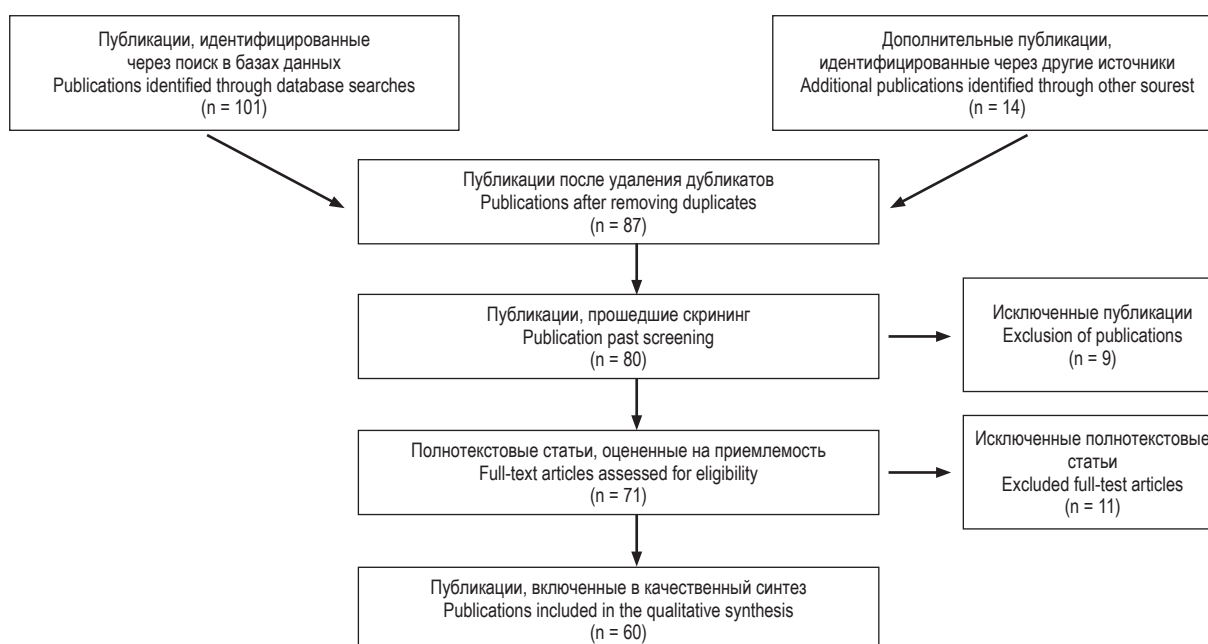 Публикации, идентифицированные
через поиск в базах данных
Publications identified through database searches
(n = 101)
Дополнительные публикации,
идентифицированные через другие источники
Additional publications identified through other sourest
(n = 14)
Публикации после удаления дубликатов
Publications after removing duplicates
(n = 87)
Публикации, прошедшие скрининг
Publication past screening
(n = 80)
Исключенные публикации
Exclusion of publications
(n = 9)
Полнотекстовые статьи, оцененные на приемлемость
Full-text articles assessed for eligibility
(n = 71)
Исключенные полнотекстовые
статьи
Excluded full-test articles
(n = 11)
Публикации, включенные в качественный синтез
Publications included in the qualitative synthesis
(n = 60)